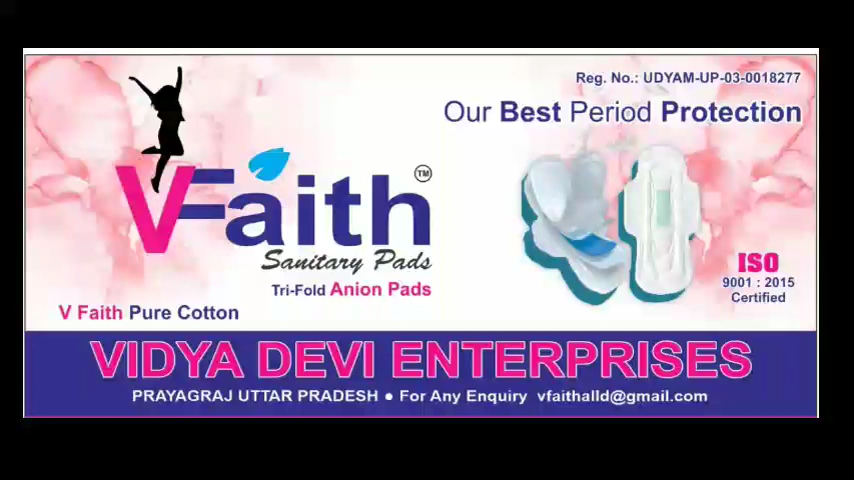 Reg. No.: UDYAM-UP-03-0018277
Our Best Period Protection
VFaith TM
Sanitary Pads
Tri-Fold Anion Pads
V Faith Pure Cotton
ISO
9001 : 2015
Certified
VIDYA DEVI ENTERPRISES
PRAYAGRAJ UTTAR PRADESH ● For Any Enquiry vfaithalld@gmail.com